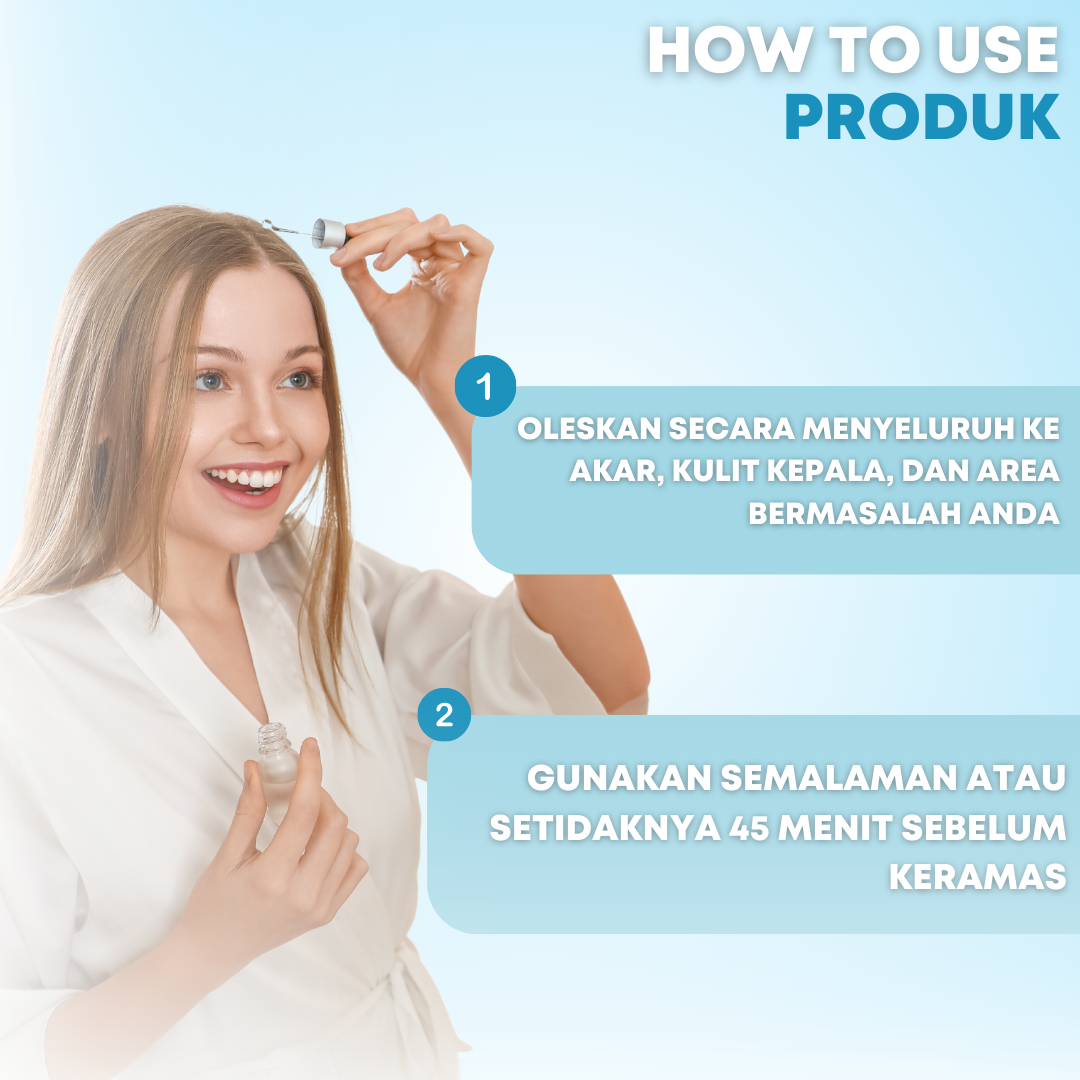 HOW TO USE
PRODUK
1
OLESKAN SECARA MENYELURUH KE
AKAR, KULIT KEPALA, DAN AREA
BERMASALAH ANDA
2
GUNAKAN SEMALAMAN ATAU
SETIDAKNYA 45 MENIT SEBELUM
KERAMAS